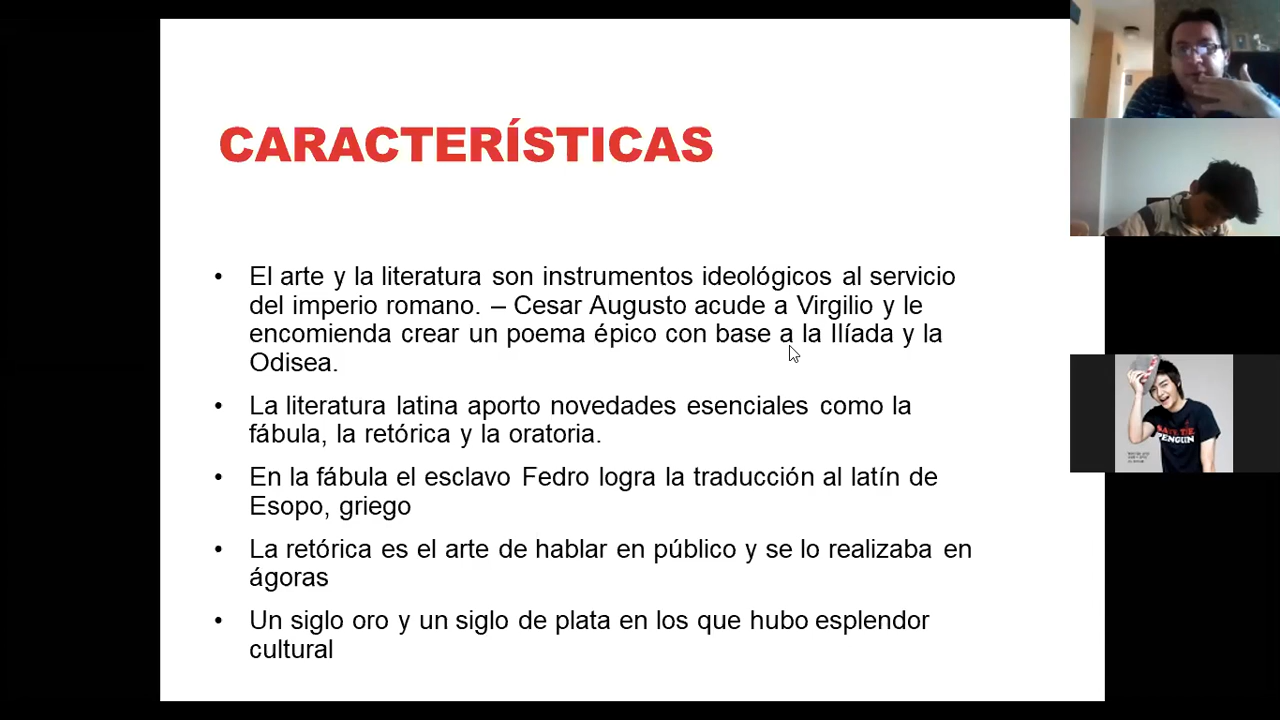 CARACTERÍSTICAS
• El arte y la literatura son instrumentos ideológicos al servicio
del imperio romano. – Cesar Augusto acude a Virgilio y le
encomienda crear un poema épico con base a la Ilíada y la
Odisea.
• La literatura latina aporto novedades esenciales como la
fábula, la retórica y la oratoria.
• En la fábula el esclavo Fedro logra la traducción al latín de
Esopo, griego
• La retórica es el arte de hablar en público y se lo realizaba en
ágoras
• Un siglo oro y un siglo de plata en los que hubo esplendor
cultural
PENGUIN